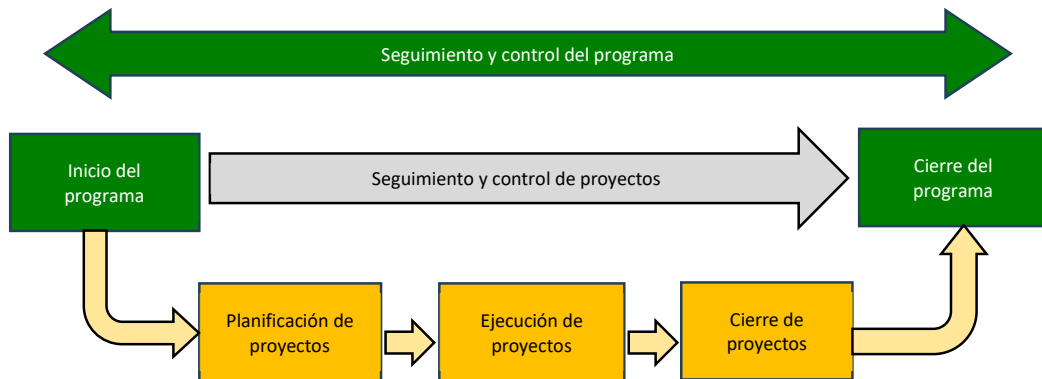 Seguimiento y control del programa
Inicio del
programa
Seguimiento y control de proyectos
Cierre del
programa
Planificación de
proyectos
Ejecución de
proyectos
Cierre de
proyectos